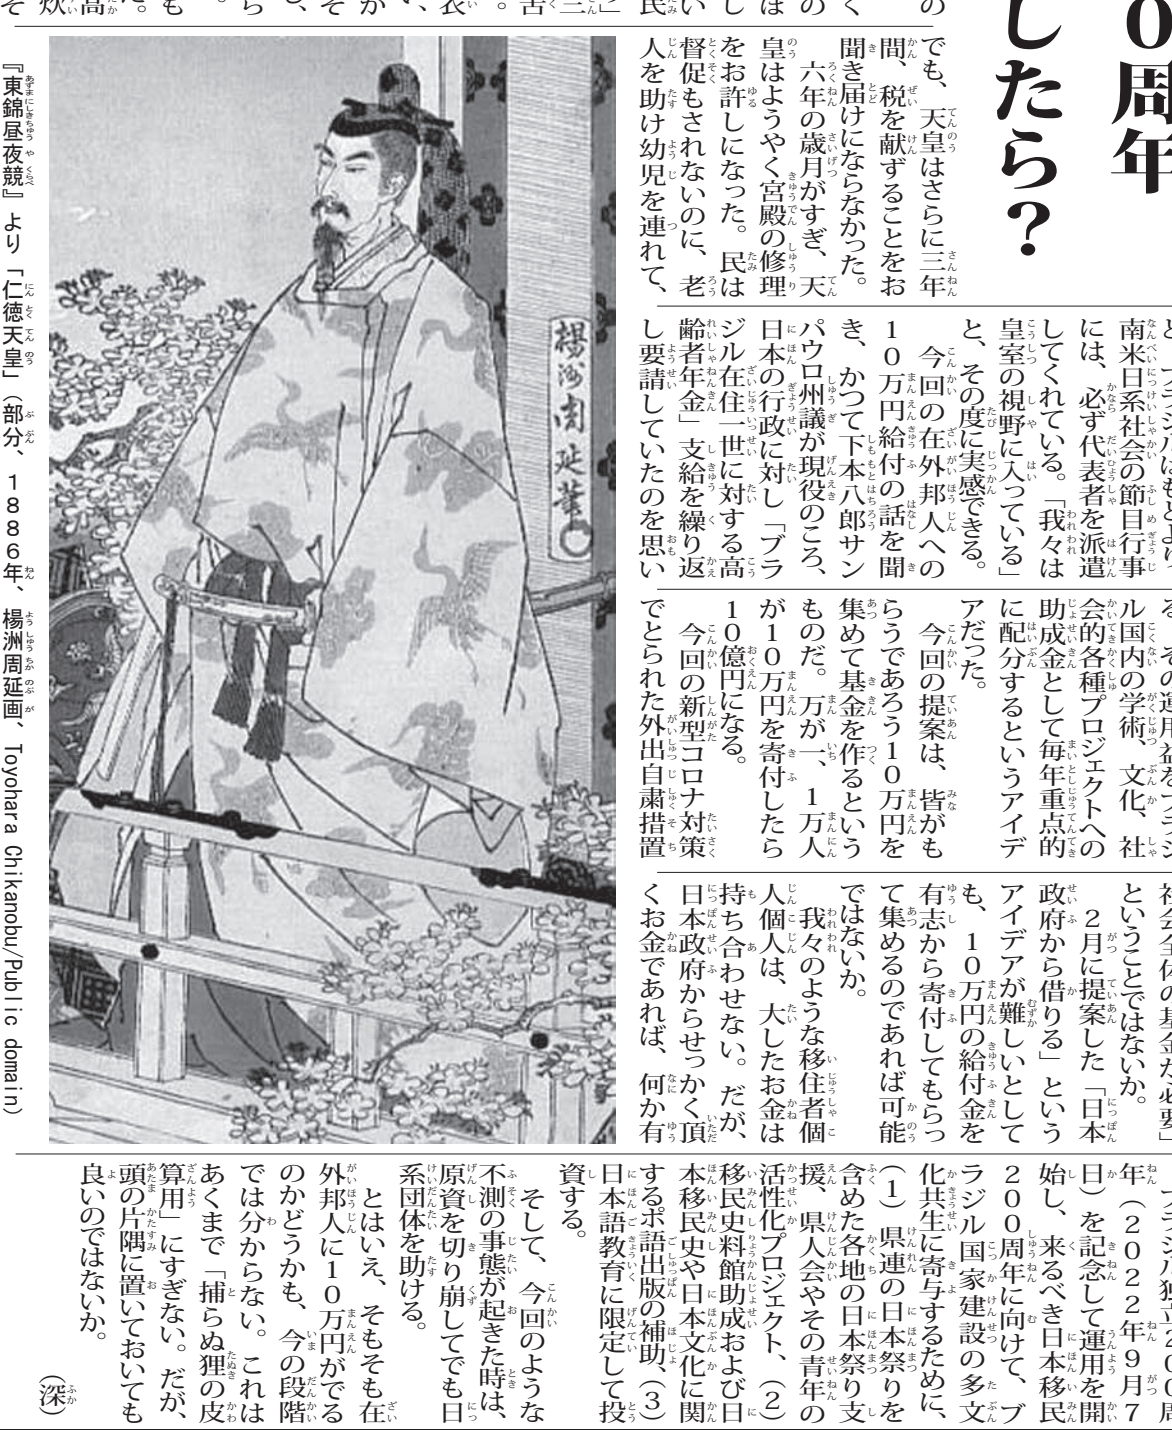 ０周年
したら？
でも、天皇はさらに三年
間、税を献ずることをお
聞き届けにならなかった。
六年の歳月がすぎ、天
皇はようやく宮殿の修理
をお許しになった。民は
督促もされないのに、老
人を助け幼児を連れて、
南米日系社会の節目行事
には、必ず代表者を派遣
してくれている。「我々は
皇室の視野に入っている」
と、その度に実感できる。
今回の在外邦人への
１０万円給付の話を聞
き、かつて下本八郎サン
パウロ州議が現役のころ、
日本の行政に対し「ブラ
ジル在住一世に対する高
齢者年金」支給を繰り返
し要請していたのを思い
る。その運用益をブラジ
ル国内の学術、文化、社
会的各種プロジェクトへの
助成金として毎年重点的
に配分するというアイデ
アだった。
今回の提案は、皆がも
らうであろう１０万円を
集めて基金を作るという
ものだ。万が一、１万人
が１０万円を寄付したら
１０億円になる。
今回の新型コロナ対策
でとられた外出自粛措置
社会全体の基金が必要」
ということではないか。
２月に提案した「日本
政府から借りる」という
アイデアが難しいとして
も、１０万円の給付金を
有志から寄付してもらっ
て集めるのであれば可能
ではないか。
我々のような移住者個
人個人は、大したお金は
持ち合わせない。だが、
日本政府からせっかく頂
くお金であれば、何か有
ブラジル独立２００周
年（２０２２年９月７
日）を記念して運用を開
始し、来るべき日本移民
２００周年に向けて、ブ
ラジル国家建設の多文
化共生に寄与するために、
（１）県連の日本祭りを
含めた各地の日本祭り支
援、県人会やその青年の
活性化プロジェクト、（２）
移民史料館助成および日
本移民史や日本文化に関
するポ語出版の補助、（３）
日本語教育に限定して投
資する。
そして、今回のような
不測の事態が起きた時は、
原資を切り崩してでも日
系団体を助ける。
とはいえ、そもそも在
外邦人に１０万円がでる
のかどうかも、今の段階
では分からない。これは
あくまで「捕らぬ狸の皮
算用」にすぎない。だが、
頭の片隅に置いておいても
良いのではないか。
（深）
楊洲周延筆
『東錦昼夜競』より「仁徳天皇」（部分、１８８６年、楊洲周延画、Toyohara Chikanobu/Public domain）